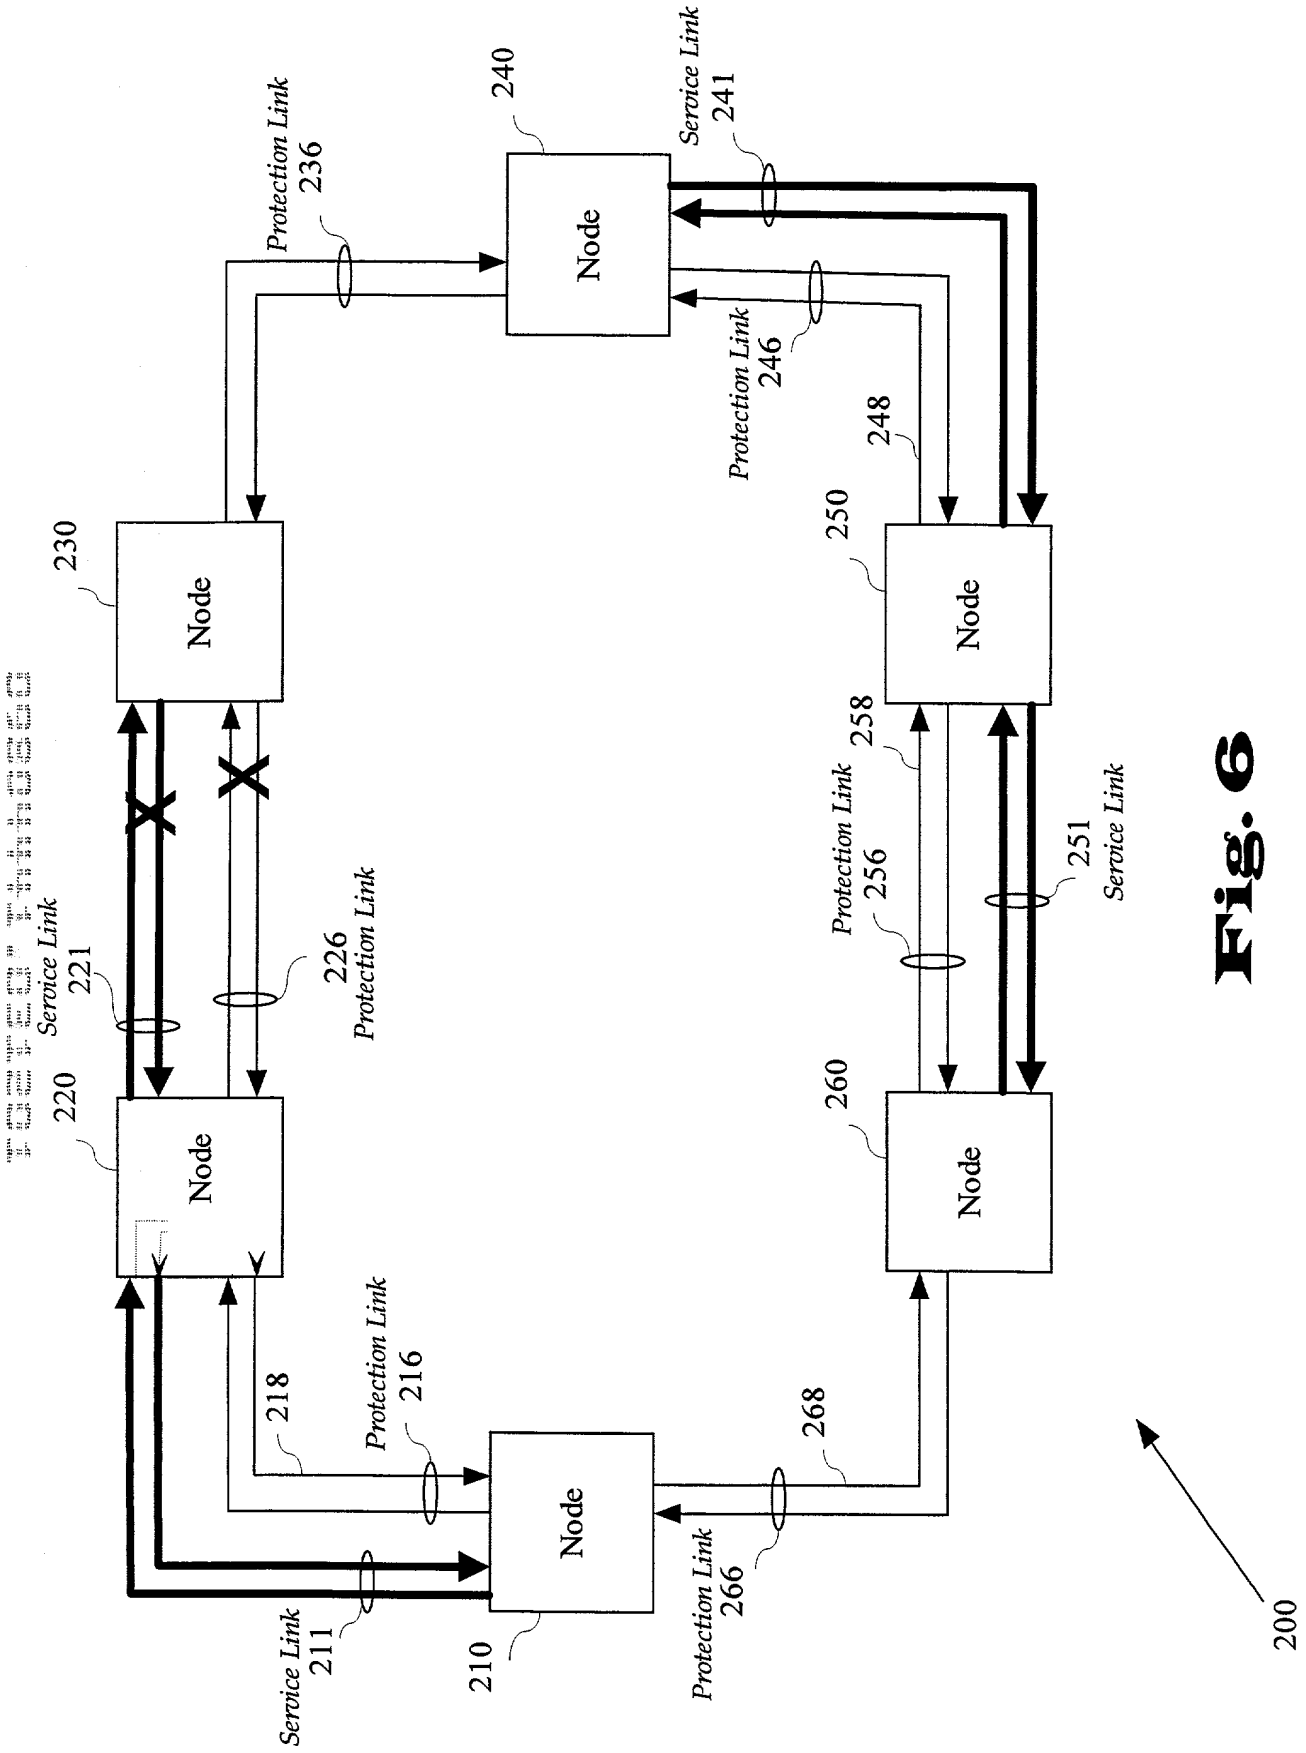 Service Link
221
220
Node
226
Protection Link
230
Node
Protection Link
236
240
Node
Service Link
241
Protection Link
246
248
250
Node
258
Protection Link
256
251
Service Link
260
Node
218
Protection Link
216
Service Link
211
210
Node
Protection Link
266
268
200
Fig. 6